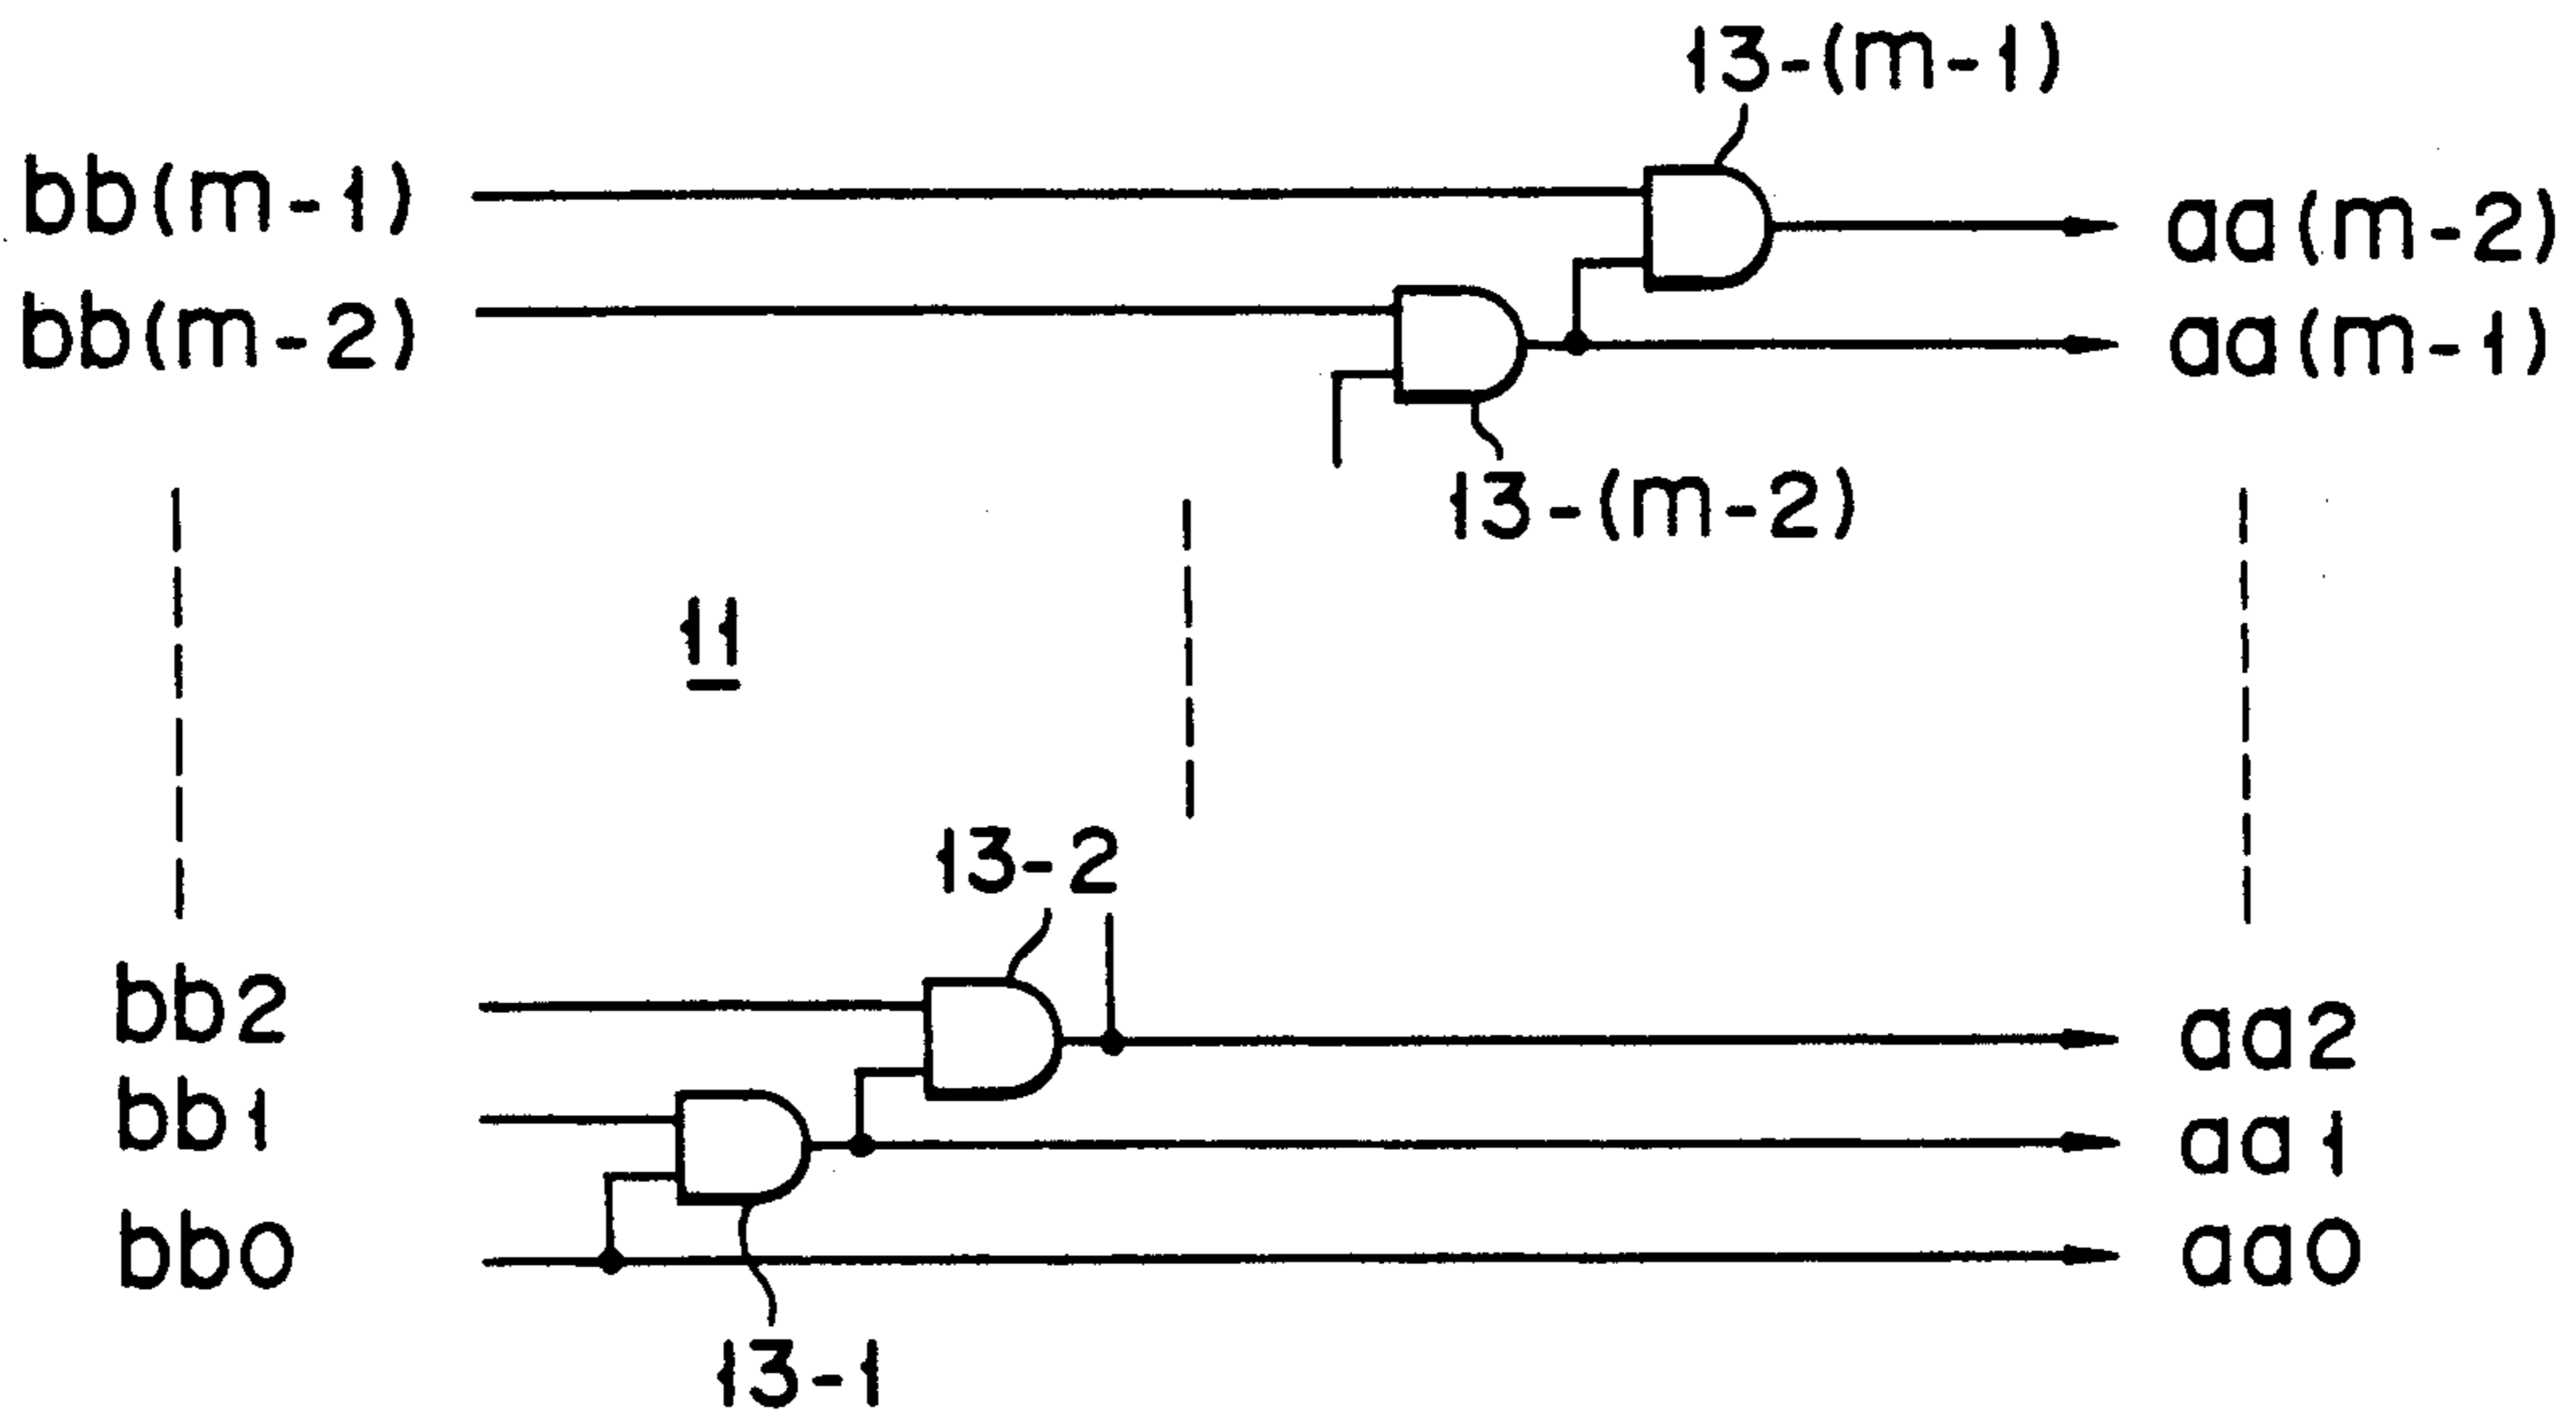 13-(m-1)
bb(m-1)
aa(m-2)
bb(m-2)
aa(m-1)
13-(m-2)
11
13-2
bb2
aa2
bb1
aa1
bb0
aa0
13-1